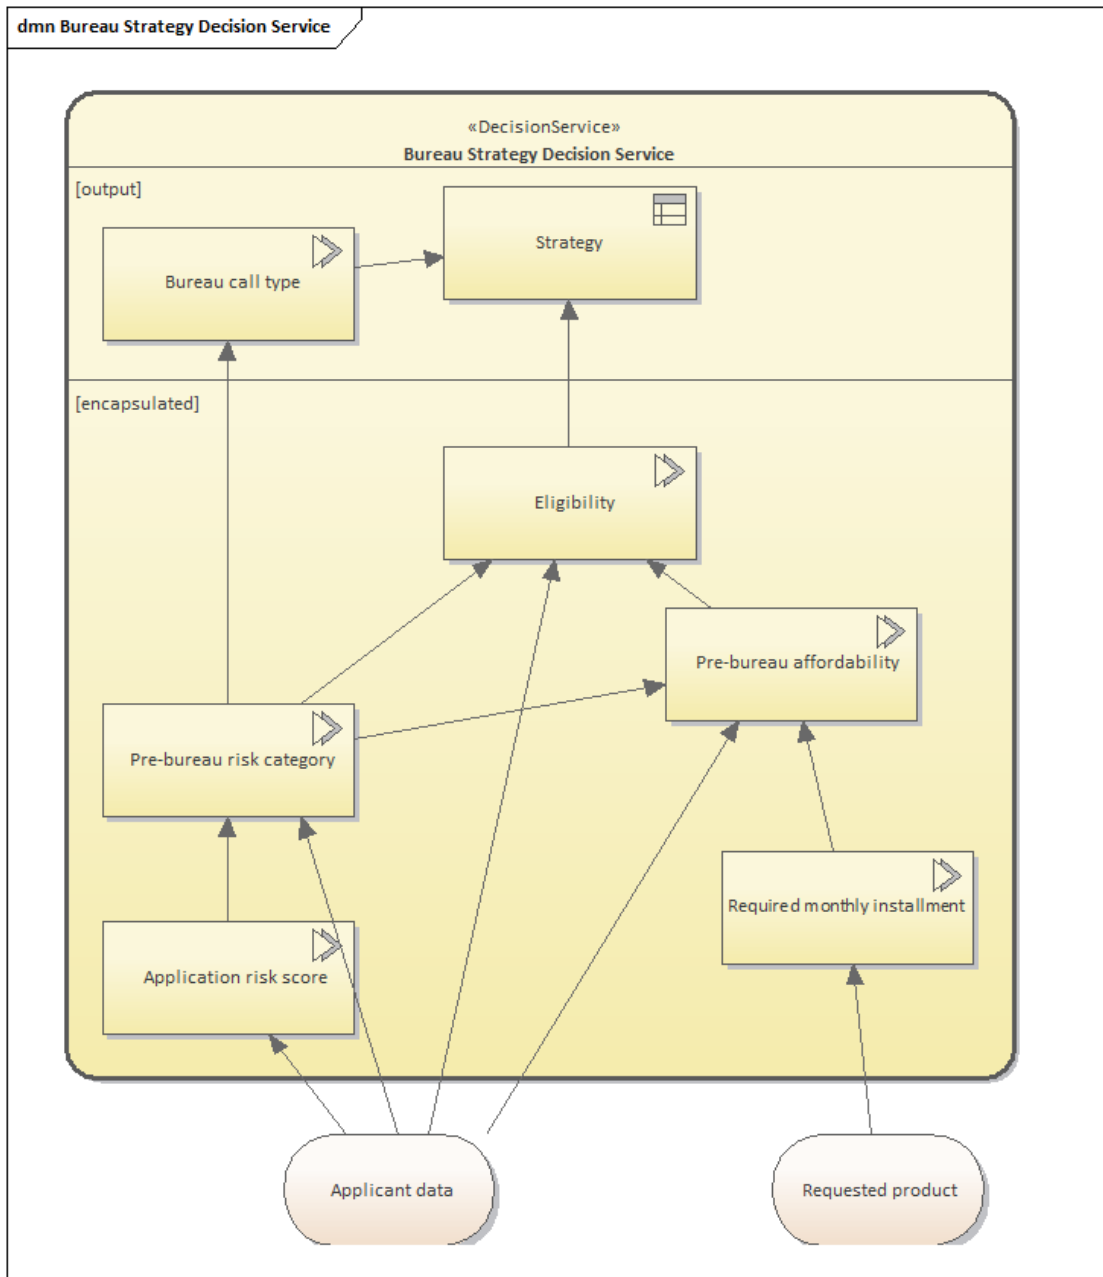 dmn Bureau Strategy Decision Service
«DecisionService»
Bureau Strategy Decision Service
[output]
Strategy
Bureau call type
[encapsulated]
Eligibility
Pre-bureau affordability
Pre-bureau risk category
Required monthly installment
Application risk score
Applicant data
Requested product